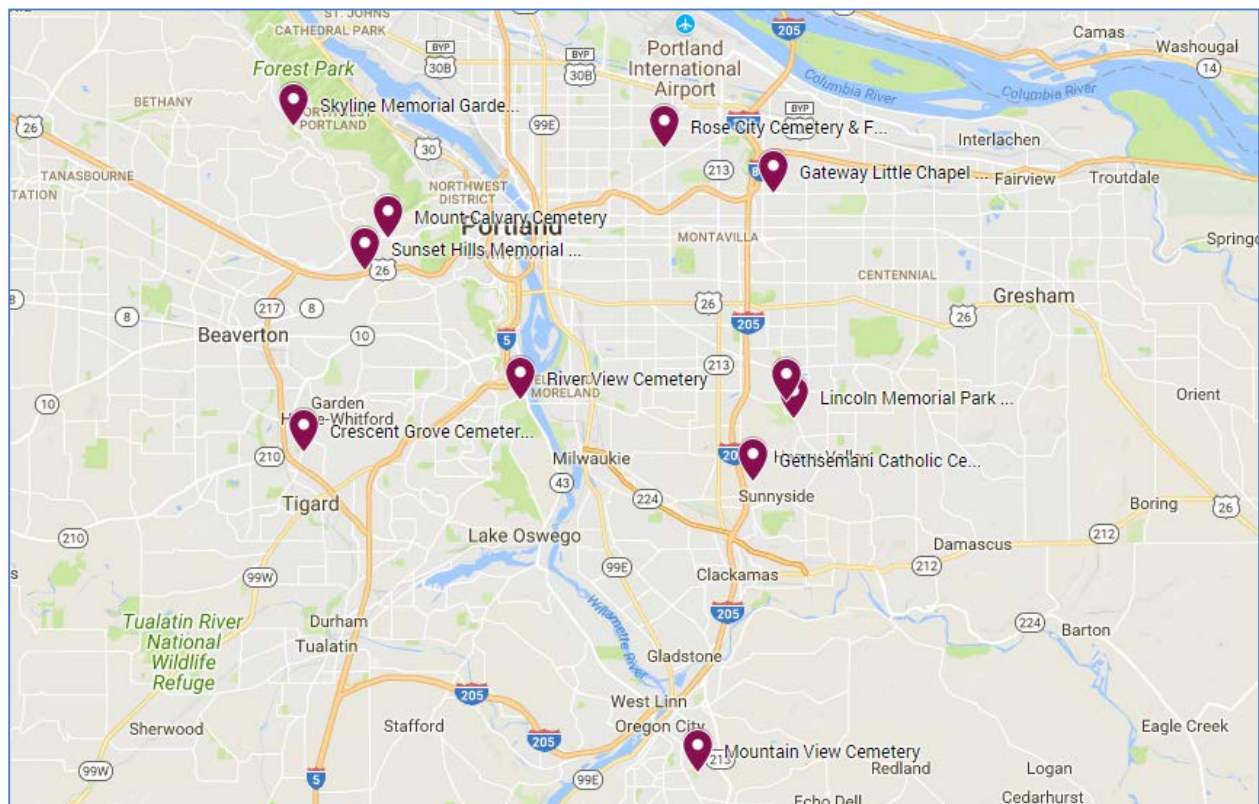 ST. JOHNS
CATHEDRAL PARK
BYP
30B
BYP
30B
Portland
International
Airport
205
Camas
Washougal
14
Forest Park
Columbia River
Columbia River
BETHANY
Skyline Memorial Garde...
PORTLAND
26
99E
30
Rose City Cemetery & F...
BYP
Interlachen
213
Gateway Little Chapel ...
Fairview
Troutdale
TANASBOURNE
NORTHWEST
DISTRICT
Mount Calvary Cemetery
Portland
MONTAVILLA
Sunset Hills Memorial ...
26
CENTENNIAL
Gresham
26
26
217
8
8
8
205
Beaverton
10
5
213
River View Cemetery
MORELAND
Lincoln Memorial Park ...
Orient
10
Garden
Crescent Grove Cemeter...
210
Milwaukie
Gethsemani Catholic Ce...
Sunnyside
43
224
Tigard
Boring
26
210
Lake Oswego
212
Damascus
212
99W
99E
Clackamas
205
Tualatin River
National
Wildlife
Refuge
Durham
Tualatin
Willamette River
224
Barton
Gladstone
205
West Linn
Oregon City
Sherwood
Stafford
205
Mountain View Cemetery
213
Redland
Logan
Eagle Creek
99W
5
99E
Echo Dell
Cedarhurst